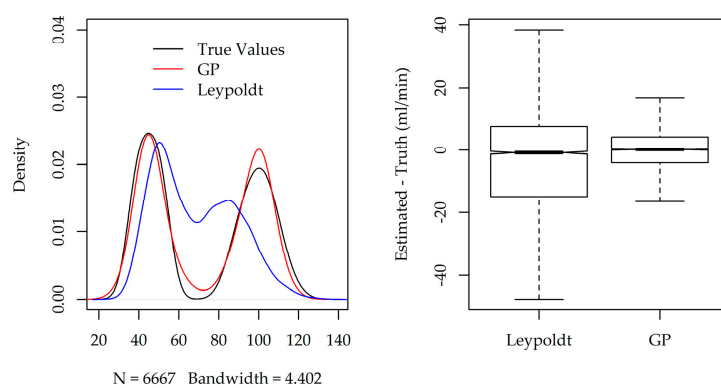 True Values
GP
Leypoldt
Density
0.00
0.01
0.02
0.03
0.04
20 40 60 80 100 120 140
N = 6667 Bandwidth = 4.402
Estimated - Truth (ml/min)
40
20
0
-20
-40
Leypoldt GP